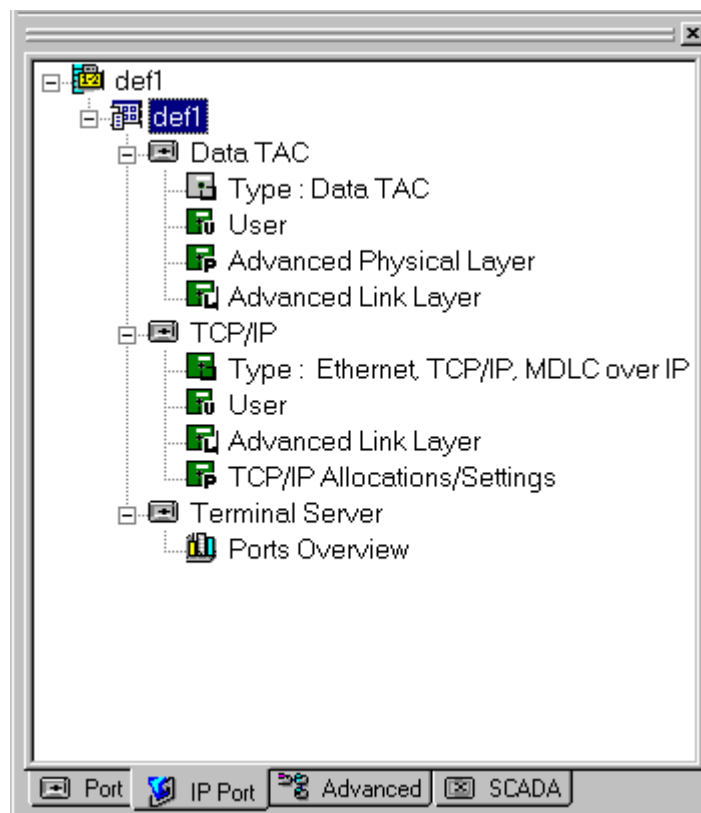 def1
def1
Data TAC
Type : Data TAC
User
Advanced Physical Layer
Advanced Link Layer
TCP/IP
Type : Ethernet, TCP/IP, MDLC over IP
User
Advanced Link Layer
TCP/IP Allocations/Settings
Terminal Server
Ports Overview
Port IP Port Advanced SCADA